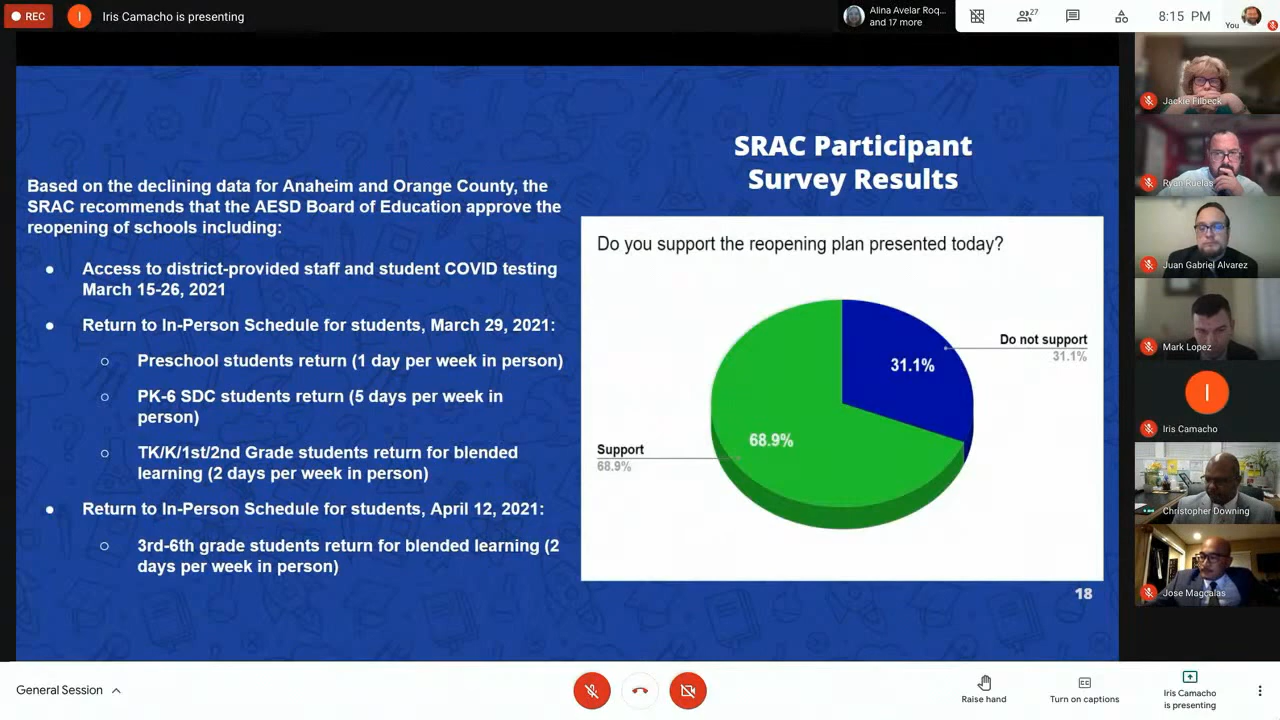 REC
I
Iris Camacho is presenting
Alina Avelar Roq...
and 17 more
27
8:15 PM
You
SRAC Participant
Survey Results
Based on the declining data for Anaheim and Orange County, the
SRAC recommends that the AESD Board of Education approve the
reopening of schools including:
● Access to district-provided staff and student COVID testing
March 15-26, 2021
● Return to In-Person Schedule for students, March 29, 2021:
○ Preschool students return (1 day per week in person)
○ PK-6 SDC students return (5 days per week in
person)
○ TK/K/1st/2nd Grade students return for blended
learning (2 days per week in person)
● Return to In-Person Schedule for students, April 12, 2021:
○ 3rd-6th grade students return for blended learning (2
days per week in person)
Do you support the reopening plan presented today?
Do not support
31.1%
31.1%
68.9%
Support
68.9%
18
Jackie Filbeck
Ryan Ruelas
Juan Gabriel Alvarez
Mark Lopez
I
Iris Camacho
Christopher Downing
Jose Magcalas
General Session
Raise hand
Turn on captions
Iris Camacho
is presenting